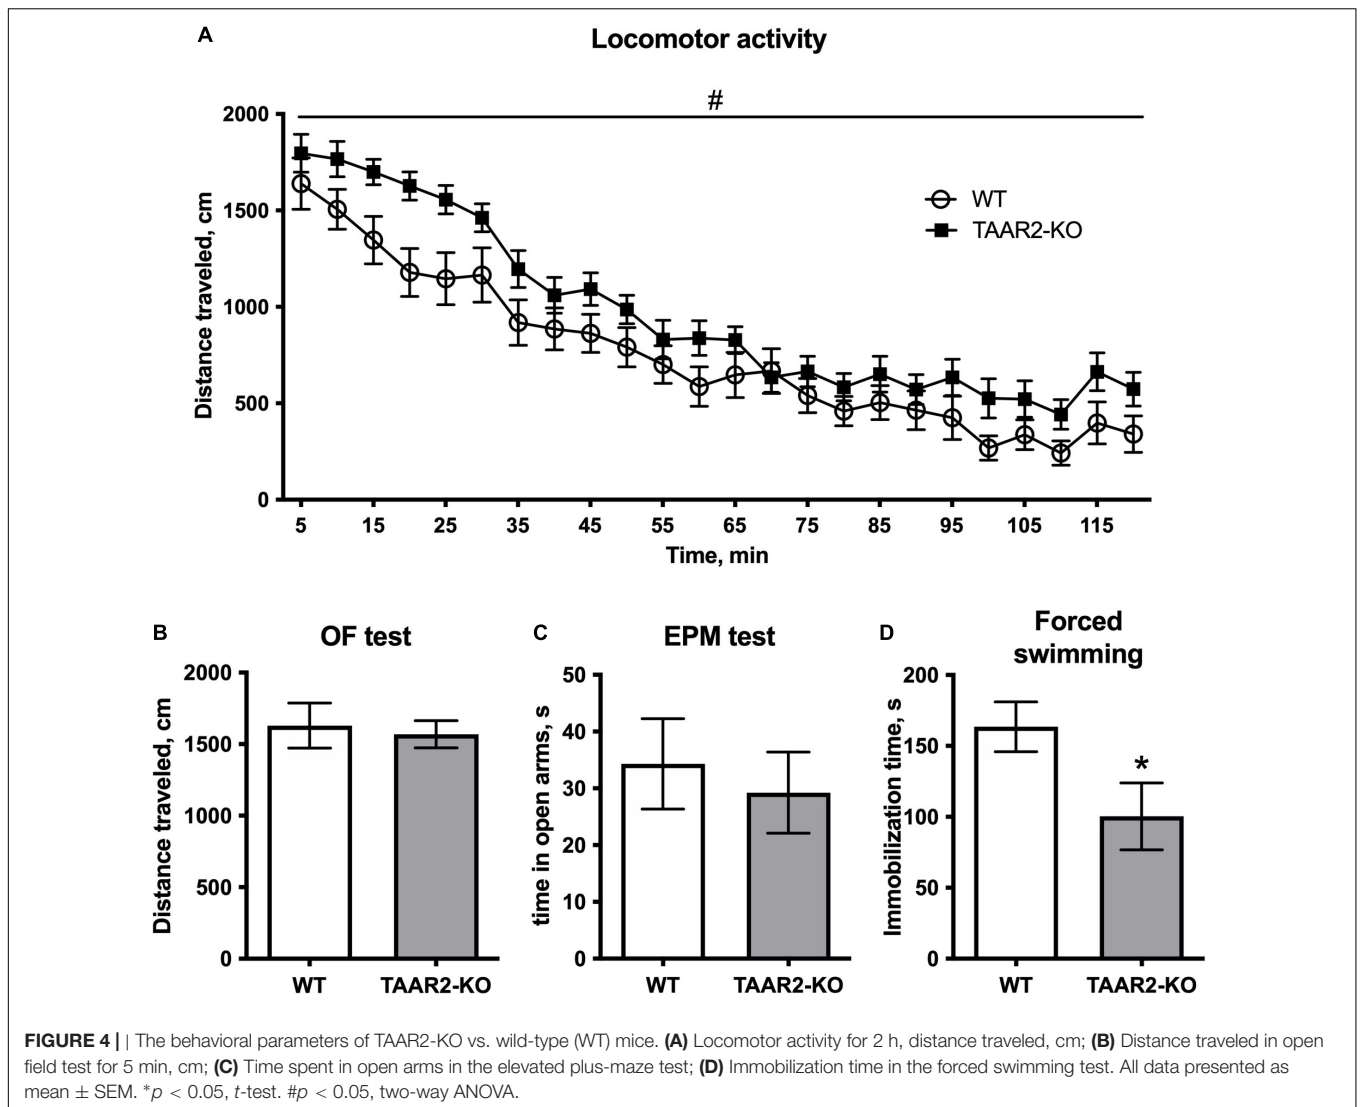 A
Locomotor activity
#
2000
1500
1000
500
0
Distance traveled, cm
WT
TAAR2-KO
5 15 25 35 45 55 65 75 85 95 105 115
Time, min
B
OF test
2000
1500
1000
500
0
Distance traveled, cm
WT TAAR2-KO
C
EPM test
50
40
30
20
10
0
time in open arms, s
WT TAAR2-KO
D
Forced
swimming
200
150
100
50
0
Immobilization time, s
*
WT TAAR2-KO
FIGURE 4 | | The behavioral parameters of TAAR2-KO vs. wild-type (WT) mice. (A) Locomotor activity for 2 h, distance traveled, cm; (B) Distance traveled in open
field test for 5 min, cm; (C) Time spent in open arms in the elevated plus-maze test; (D) Immobilization time in the forced swimming test. All data presented as
mean ± SEM. *p < 0.05, t-test. #p < 0.05, two-way ANOVA.